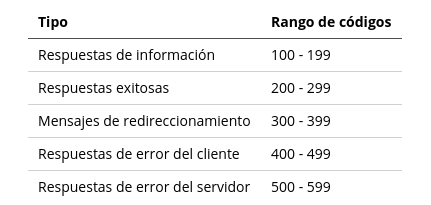 Tipo Rango de códigos
Respuestas de información 100 - 199
Respuestas exitosas 200 - 299
Mensajes de redireccionamiento 300 - 399
Respuestas de error del cliente 400 - 499
Respuestas de error del servidor 500 - 599